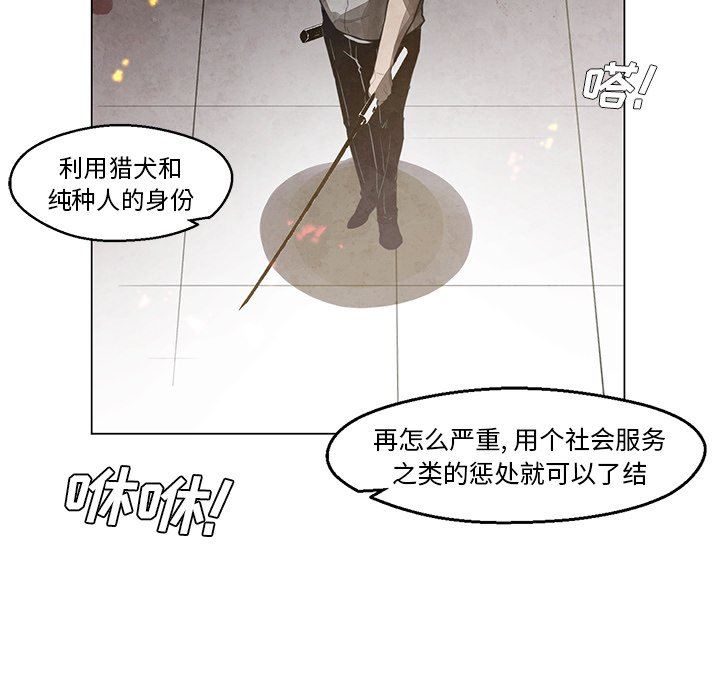 嗒!
利用猎犬和
纯种人的身份
再怎么严重, 用个社会服务
之类的惩处就可以了结
咻咻!